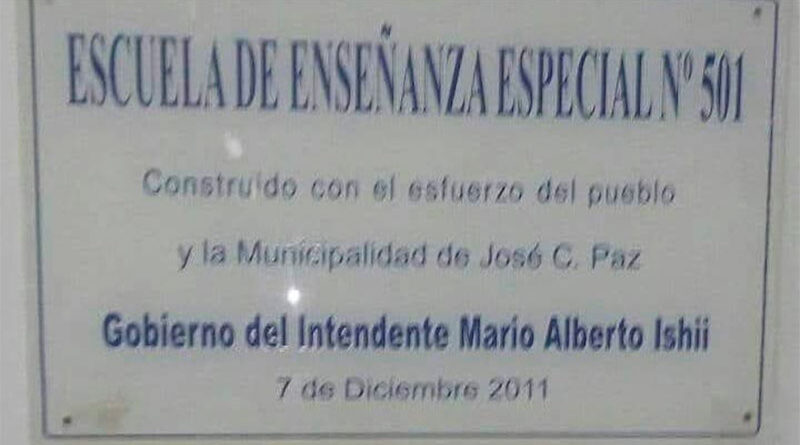 ESCUELA DE ENSEÑANZA ESPECIAL Nº 501
Construido con el esfuerzo del pueblo
y la Municipalidad de José C. Paz
Gobierno del Intendente Mario Alberto Ishii
7 de Diciembre 2011